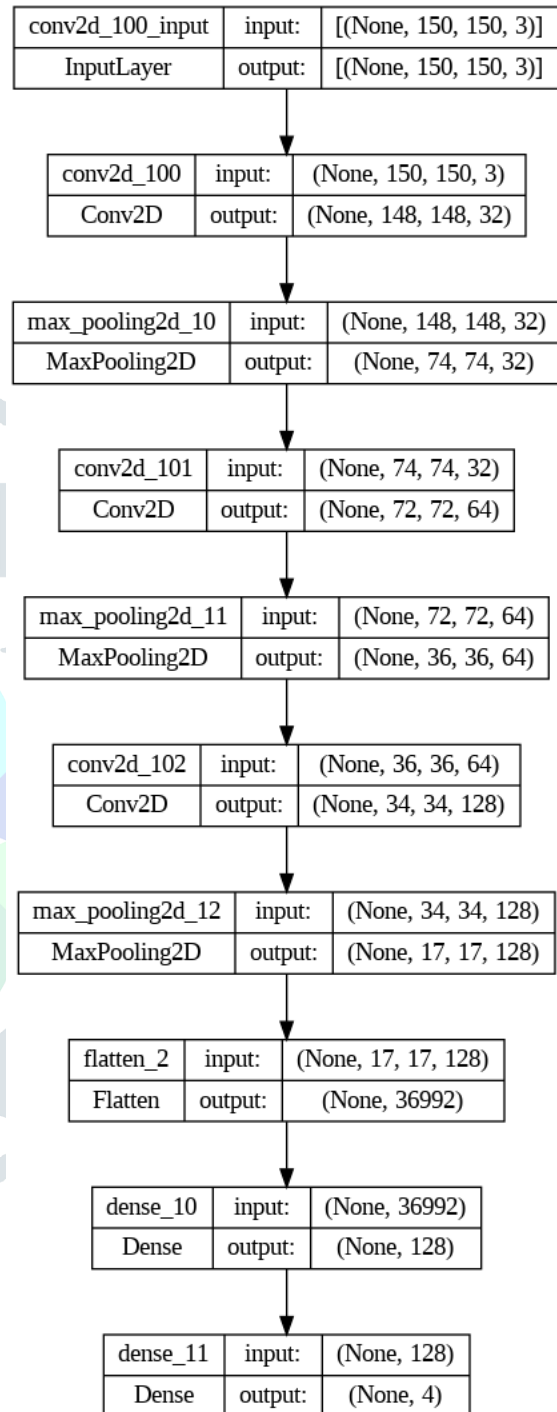 conv2d_100_input input: [(None, 150, 150, 3)]
InputLayer output: [(None, 150, 150, 3)]
conv2d_100 input: (None, 150, 150, 3)
Conv2D output: (None, 148, 148, 32)
max_pooling2d_10 input: (None, 148, 148, 32)
MaxPooling2D output: (None, 74, 74, 32)
conv2d_101 input: (None, 74, 74, 32)
Conv2D output: (None, 72, 72, 64)
max_pooling2d_11 input: (None, 72, 72, 64)
MaxPooling2D output: (None, 36, 36, 64)
conv2d_102 input: (None, 36, 36, 64)
Conv2D output: (None, 34, 34, 128)
max_pooling2d_12 input: (None, 34, 34, 128)
MaxPooling2D output: (None, 17, 17, 128)
flatten_2 input: (None, 17, 17, 128)
Flatten output: (None, 36992)
dense_10 input: (None, 36992)
Dense output: (None, 128)
dense_11 input: (None, 128)
Dense output: (None, 4)